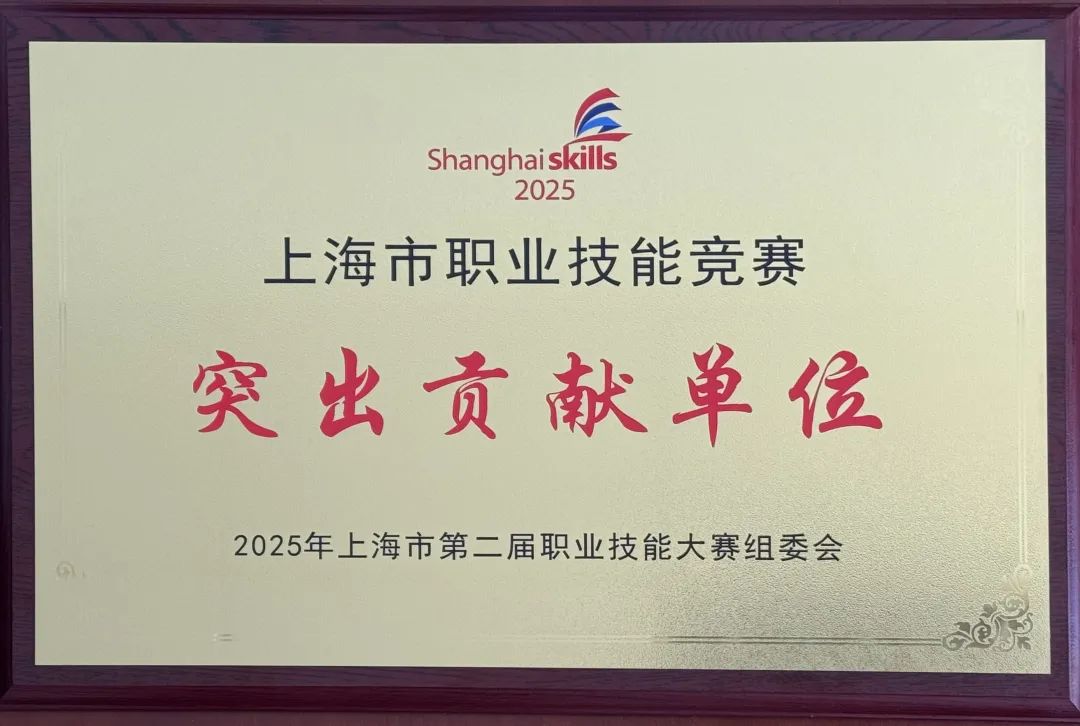 Shanghai skills
2025
上海市职业技能竞赛
突出贡献单位
2025年上海市第二届职业技能大赛组委会